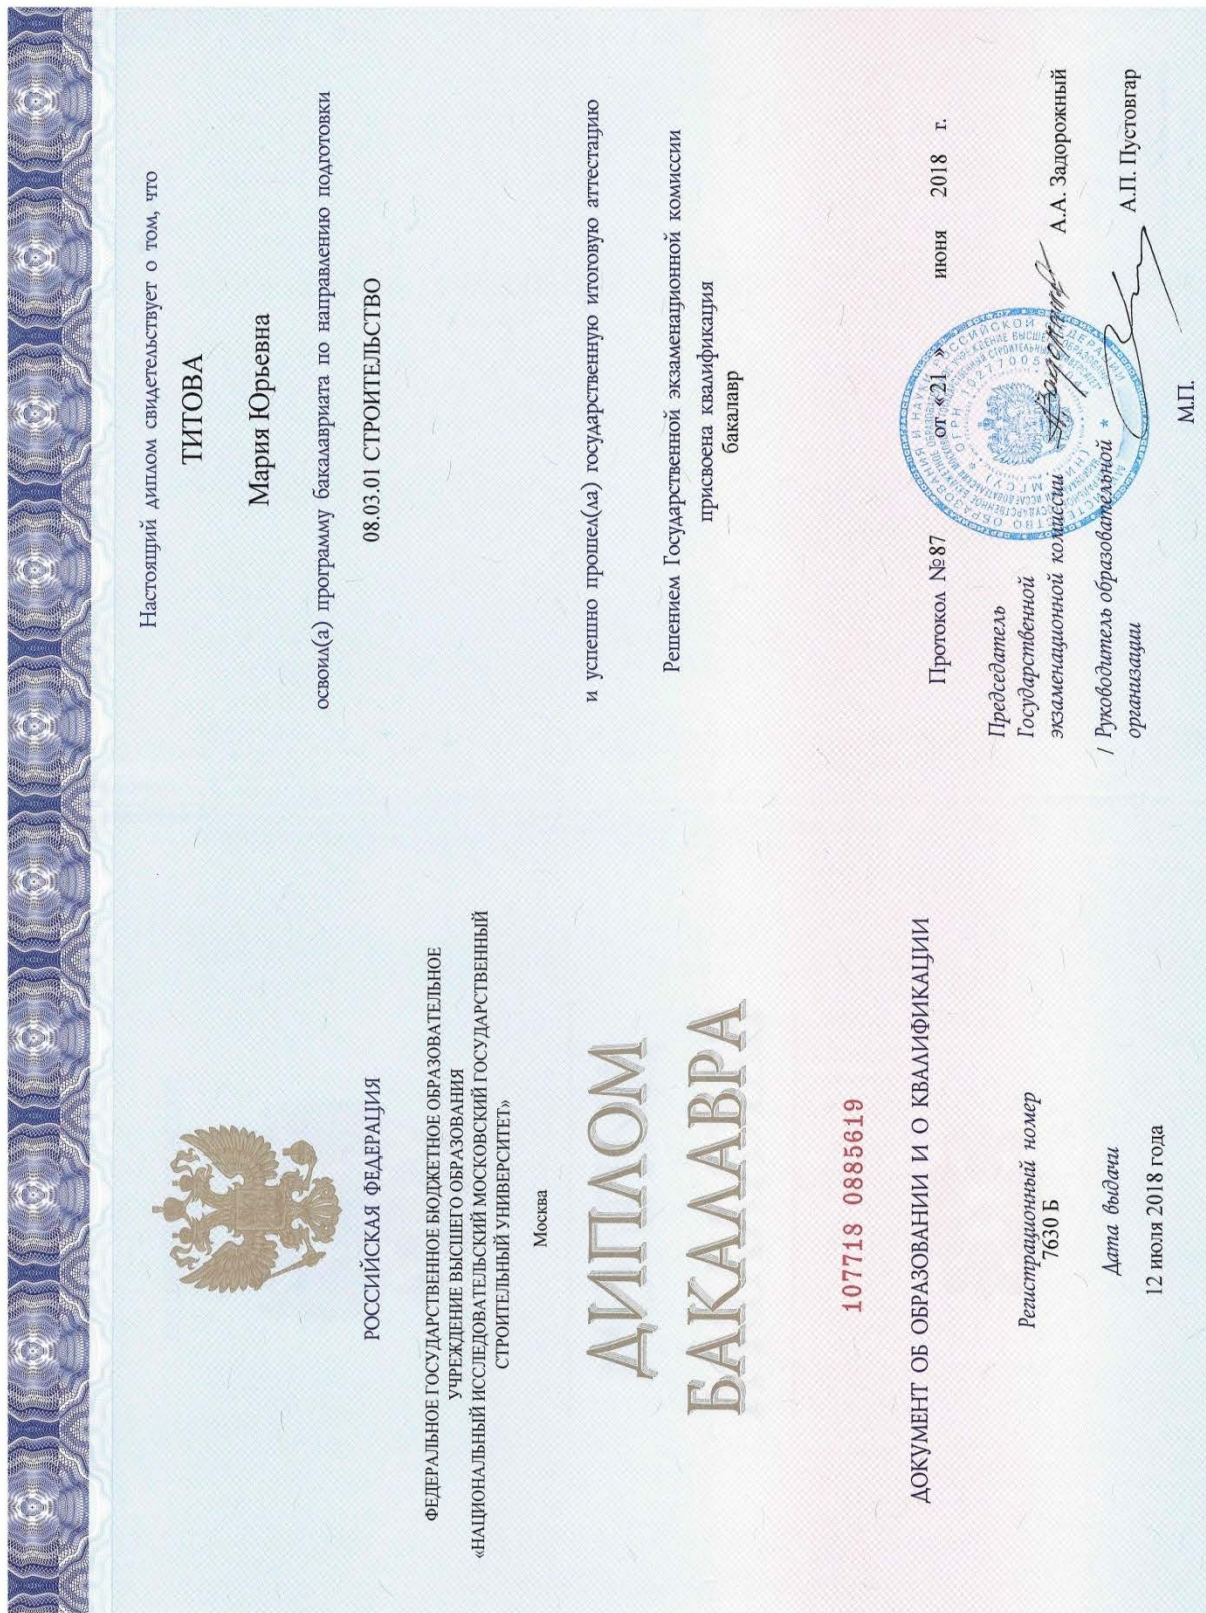 РОССИЙСКАЯ ФЕДЕРАЦИЯ
ФЕДЕРАЛЬНОЕ ГОСУДАРСТВЕННОЕ БЮДЖЕТНОЕ ОБРАЗОВАТЕЛЬНОЕ
УЧРЕЖДЕНИЕ ВЫСШЕГО ОБРАЗОВАНИЯ
«НАЦИОНАЛЬНЫЙ ИССЛЕДОВАТЕЛЬСКИЙ МОСКОВСКИЙ ГОСУДАРСТВЕННЫЙ
СТРОИТЕЛЬНЫЙ УНИВЕРСИТЕТ»
Москва
ДИПЛОМ
БАКАЛАВРА
107718 0885619
ДОКУМЕНТ ОБ ОБРАЗОВАНИИ И О КВАЛИФИКАЦИИ
Регистрационный номер
7630 Б
Дата выдачи
12 июля 2018 года
Настоящий диплом свидетельствует о том, что
ТИТОВА
Мария Юрьевна
освоил(а) программу бакалавриата по направлению подготовки
08.03.01 СТРОИТЕЛЬСТВО
и успешно прошел(ла) государственную итоговую аттестацию
Решением Государственной экзаменационной комиссии
присвоена квалификация
бакалавр
Протокол №87 от «21 » июня 2018 г.
Председатель
Государственной
экзаменационной комиссии А.А. Задорожный
/ Руководитель образовательной
организации А.П. Пустовгар
М.П.